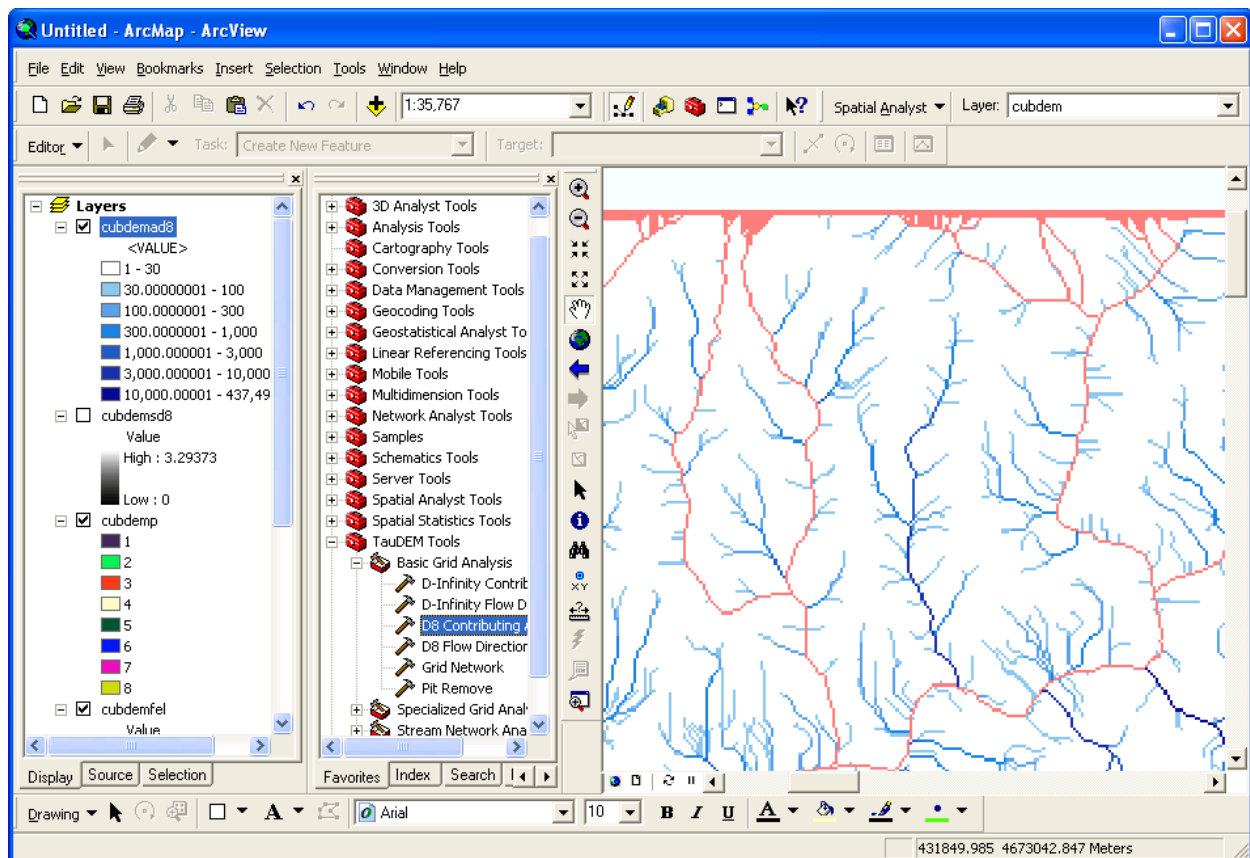 Untitled - ArcMap - ArcView
File Edit View Bookmarks Insert Selection Tools Window Help
1:35,767 Spatial Analyst Layer: cubdem
Editor Task: Create New Feature Target:
Layers
cubdemad8
<VALUE>
1 - 30
30.00000001 - 100
100.0000001 - 300
300.0000001 - 1,000
1,000.000001 - 3,000
3,000.000001 - 10,000
10,000.00001 - 437,49
cubdemsd8
Value
High : 3.29373
Low : 0
cubdemp
1
2
3
4
5
6
7
8
cubdemfel
Value
Display Source Selection
3D Analyst Tools
Analysis Tools
Cartography Tools
Conversion Tools
Data Management Tools
Geocoding Tools
Geostatistical Analyst To
Linear Referencing Tools
Mobile Tools
Multidimension Tools
Network Analyst Tools
Samples
Schematics Tools
Server Tools
Spatial Analyst Tools
Spatial Statistics Tools
TauDEM Tools
Basic Grid Analysis
D-Infinity Contrib
D-Infinity Flow D
D8 Contributing A
D8 Flow Direction
Grid Network
Pit Remove
Specialized Grid Anal
Stream Network Ana
Favorites Index Search
XY
Drawing A Arial 10 B I U A
431849.985 4673042.847 Meters